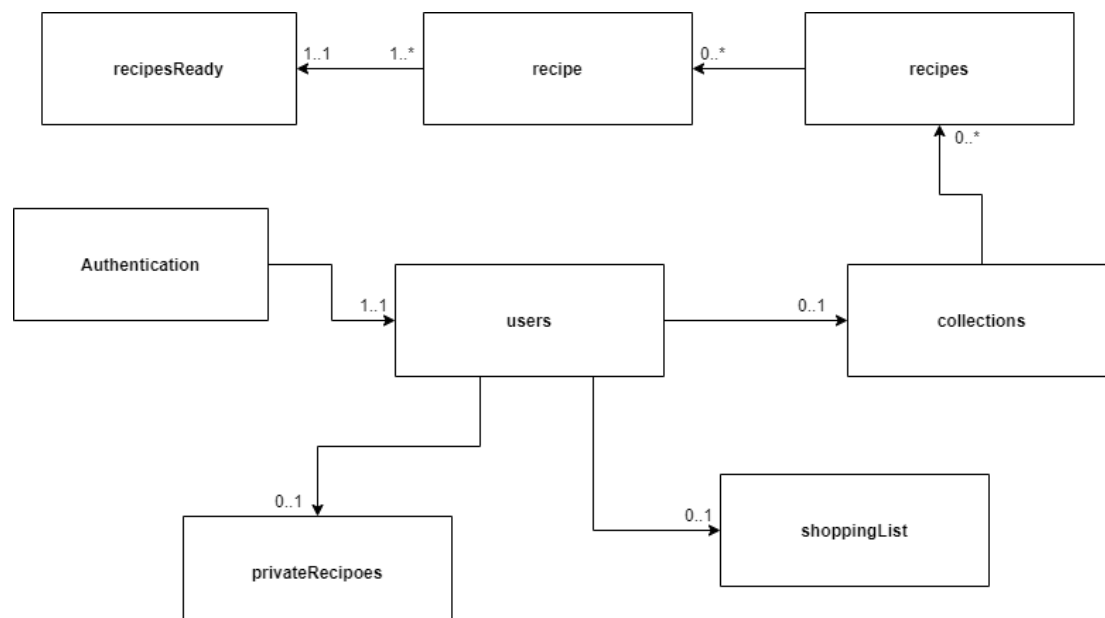 recipesReady
1..1
1..*
recipe
0..*
recipes
0..*
Authentication
1..1
users
0..1
collections
0..1
privateRecipoes
0..1
shoppingList